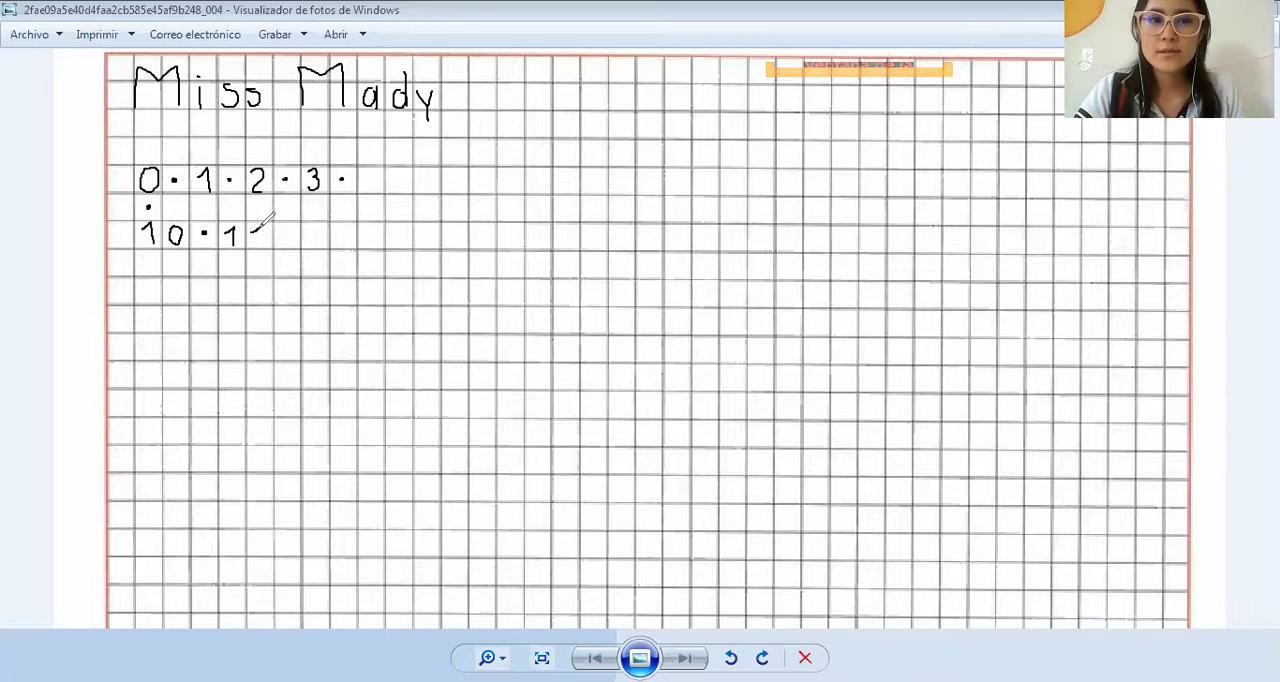 2fae09a5e40d4faa2cb585e45af9b248_004 - Visualizador de fotos de Windows
Archivo Imprimir Correo electrónico Grabar Abrir
Miss Mady
0 · 1 · 2 · 3 ·
10 · 1